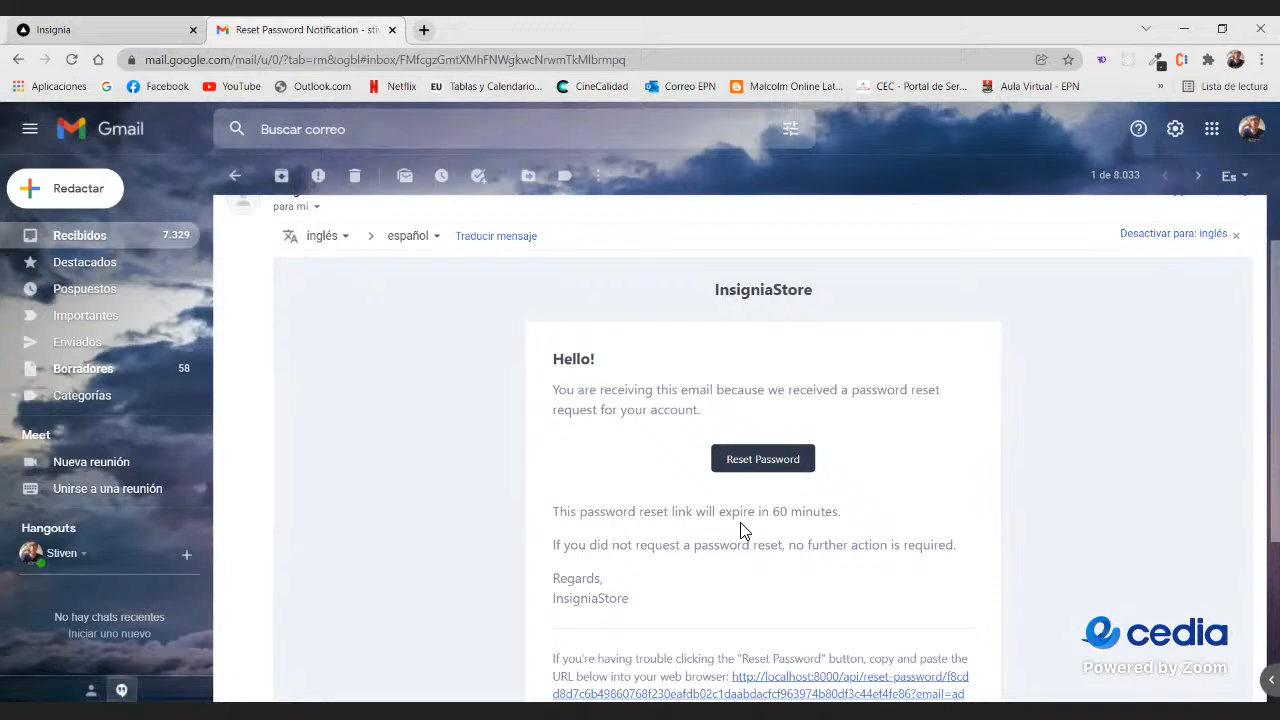 Insignia
Reset Password Notification - sti
mail.google.com/mail/u/0/?tab=rm&ogbl#inbox/FMfcgzGmtXMlFNWgkwqVrwmTkMlbrmpq
Aplicaciones
Facebook
YouTube
Outlook.com
Netflix
EU Tablas | Calendario...
CineCalidad
Correo EPN
Malcolm Online Lat...
CEC - Portal de Ser...
Aula Virtual - EPN
»
Lista de lectura
Gmail
Buscar correo
Redactar
1 de 8.033
Es
Recibidos 7.329
Destacados
Pospuestos
Importantes
Enviados
Borradores 58
Categorías
Meet
Nueva reunión
Unirse a una reunión
Hangouts
Stiven
No hay chats recientes
Iniciar uno nuevo
para mí
inglés > español Traducir mensaje
Desactivar para: inglés x
InsigniaStore
Hello!
You are receiving this email because we received a password reset
request for your account.
Reset Password
This password reset link will expire in 60 minutes.
If you did not request a password reset, no further action is required.
Regards,
InsigniaStore
If you're having trouble clicking the "Reset Password" button, copy and paste the
URL below into your web browser: http://localhost:8000/api/reset-password/f8cd
d8d7c6b49860768f230eafdb02c1daabdacfcf963974b80df3c44ef4fe86?email=ad
cedia
Powered by Zoom